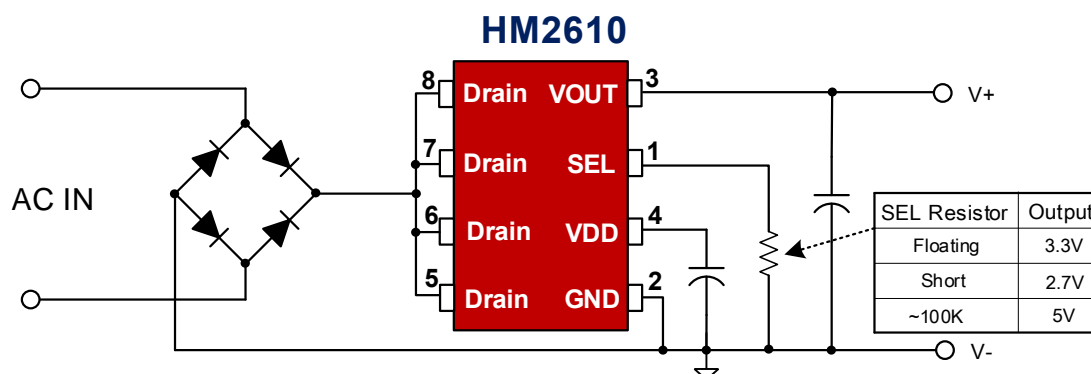 HM2610
AC IN
8 Drain VOUT 3
7 Drain SEL 1
6 Drain VDD 4
5 Drain GND 2
V+
V-
SEL Resistor Output
Floating 3.3V
Short 2.7V
~100K 5V